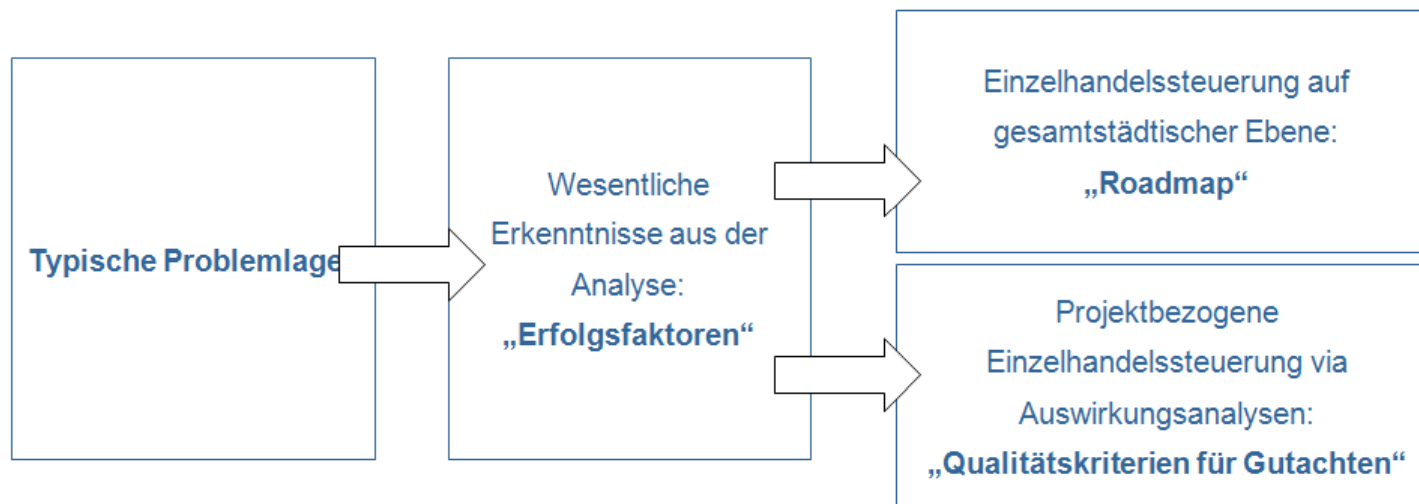 Typische Problemlage
Wesentliche
Erkenntnisse aus der
Analyse:
„Erfolgsfaktoren“
Einzelhandelssteuerung auf
gesamtstädtischer Ebene:
„Roadmap“
Projektbezogene
Einzelhandelssteuerung via
Auswirkungsanalysen:
„Qualitätskriterien für Gutachten“